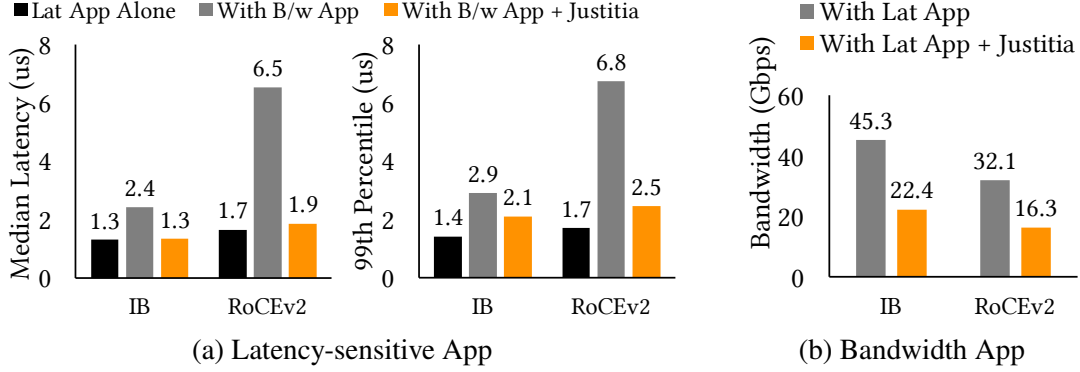 Lat App Alone With B/w App With B/w App + Justitia
Median Latency (us)
8
6
4
2
0
1.3
2.4
1.3
1.7
6.5
1.9
IB RoCEv2
99th Percentile (us)
8
6
4
2
0
1.4
2.9
2.1
1.7
6.8
2.5
IB RoCEv2
(a) Latency-sensitive App
With Lat App
With Lat App + Justitia
Bandwidth (Gbps)
60
40
20
0
45.3
22.4
32.1
16.3
IB RoCEv2
(b) Bandwidth App